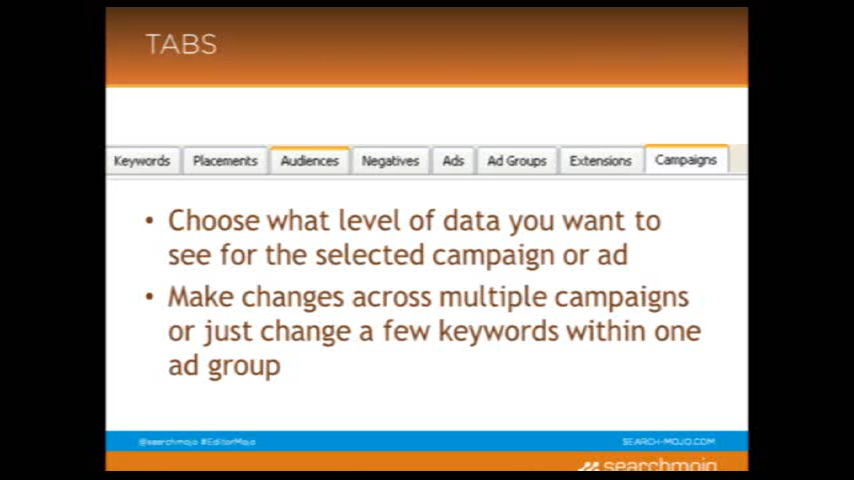 TABS
Keywords Placements Audiences Negatives Ads Ad Groups Extensions Campaigns
• Choose what level of data you want to
see for the selected campaign or ad
• Make changes across multiple campaigns
or just change a few keywords within one
ad group
@searchmojo #EditorMojo SEARCH-MOJO.COM
searchmojo